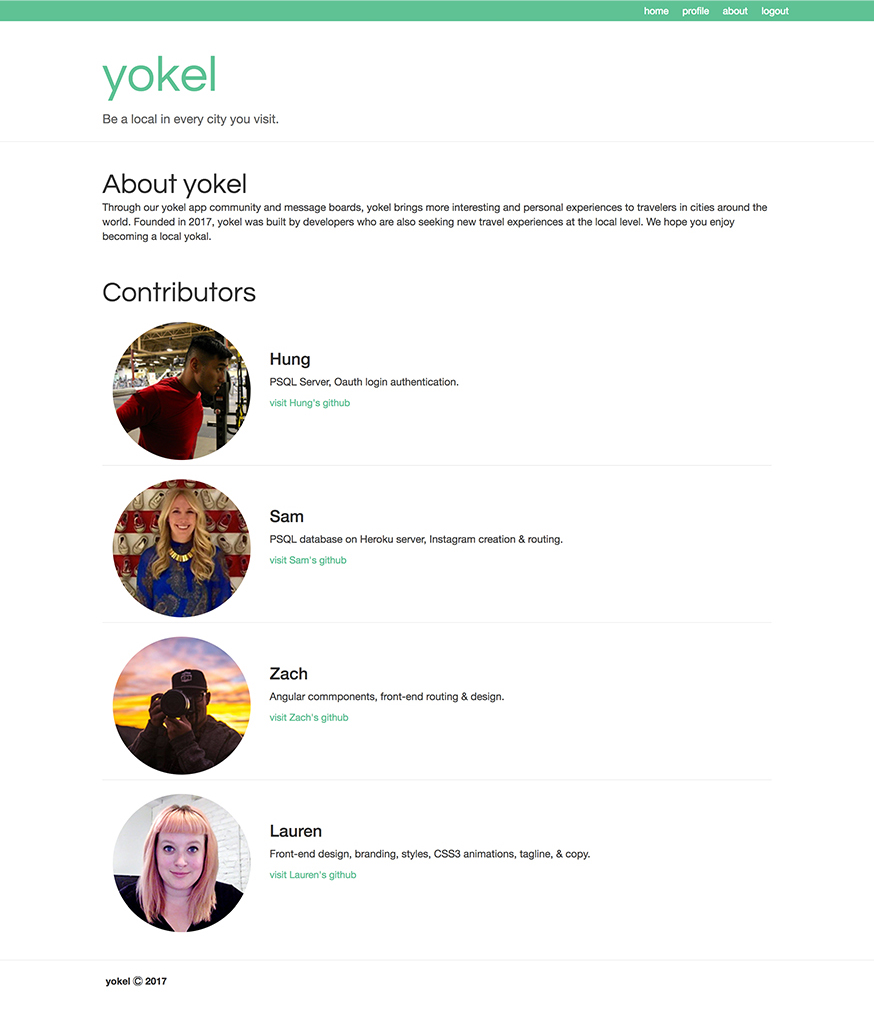 home profile about logout
yokel
Be a local in every city you visit.
About yokel
Through our yokel app community and message boards, yokel brings more interesting and personal experiences to travelers in cities around the
world. Founded in 2017, yokel was built by developers who are also seeking new travel experiences at the local level. We hope you enjoy
becoming a local yokal.
Contributors
Hung
PSQL Server, Oauth login authentication.
visit Hung's github
Sam
PSQL database on Heroku server, Instagram creation & routing.
visit Sam's github
Zach
Angular commponents, front-end routing & design.
visit Zach's github
Lauren
Front-end design, branding, styles, CSS3 animations, tagline, & copy.
visit Lauren's github
yokel © 2017